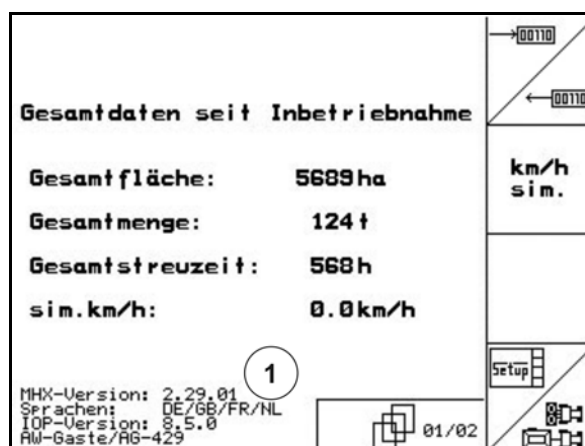 00110
00110
Gesamtdaten seit Inbetriebnahme
km/h
sim.
Gesamtfläche: 5689ha
Gesamtmenge: 124t
Gesamtstreuzeit: 568h
sim.km/h: 0.0km/h
1
Setup
MHX-Version: 2.29.01
Sprachen: DE/GB/FR/NL
IOP-Version: 8.5.0
AW-Gaste/AG-429
01/02